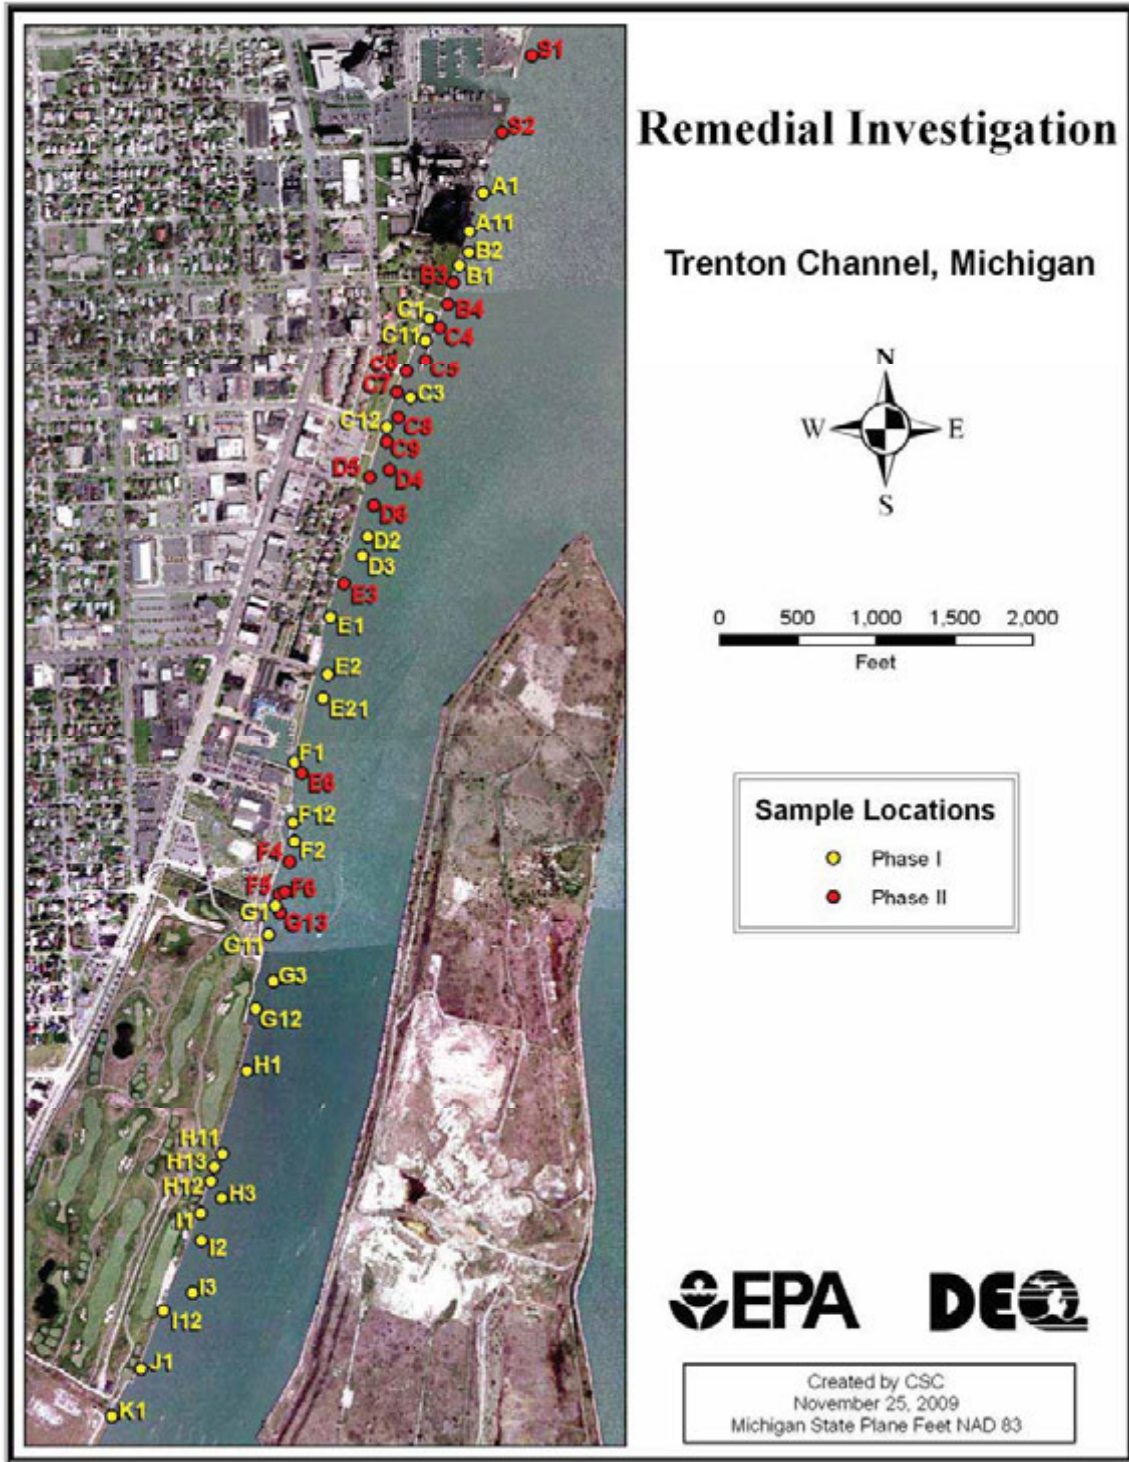 S1
S2
A1
A11
B2
B1
B3
B4
C1
C4
C11
C5
C6
C7
C3
C8
C12
C9
D5
D4
D6
D2
D3
E3
E1
E2
E21
F1
E6
F12
F2
F4
F5
F6
G1
G13
G11
G3
G12
H1
H11
H13
H12
H3
I1
I2
I3
I12
J1
K1
Remedial Investigation
Trenton Channel, Michigan
N
W E
S
0 500 1,000 1,500 2,000
Feet
Sample Locations
Phase I
Phase II
EPA DEQ
Created by CSC
November 25, 2009
Michigan State Plane Feet NAD 83